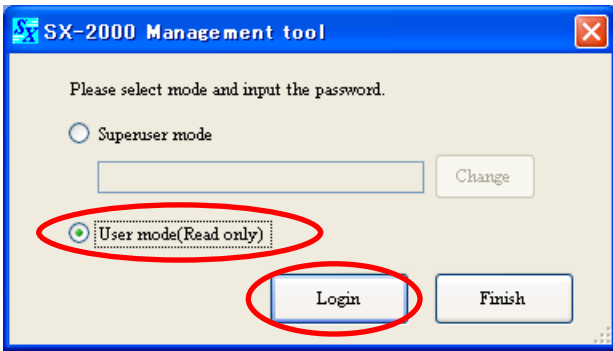 SX SX-2000 Management tool
Please select mode and input the password.
Superuser mode
Change
User mode(Read only)
Login Finish